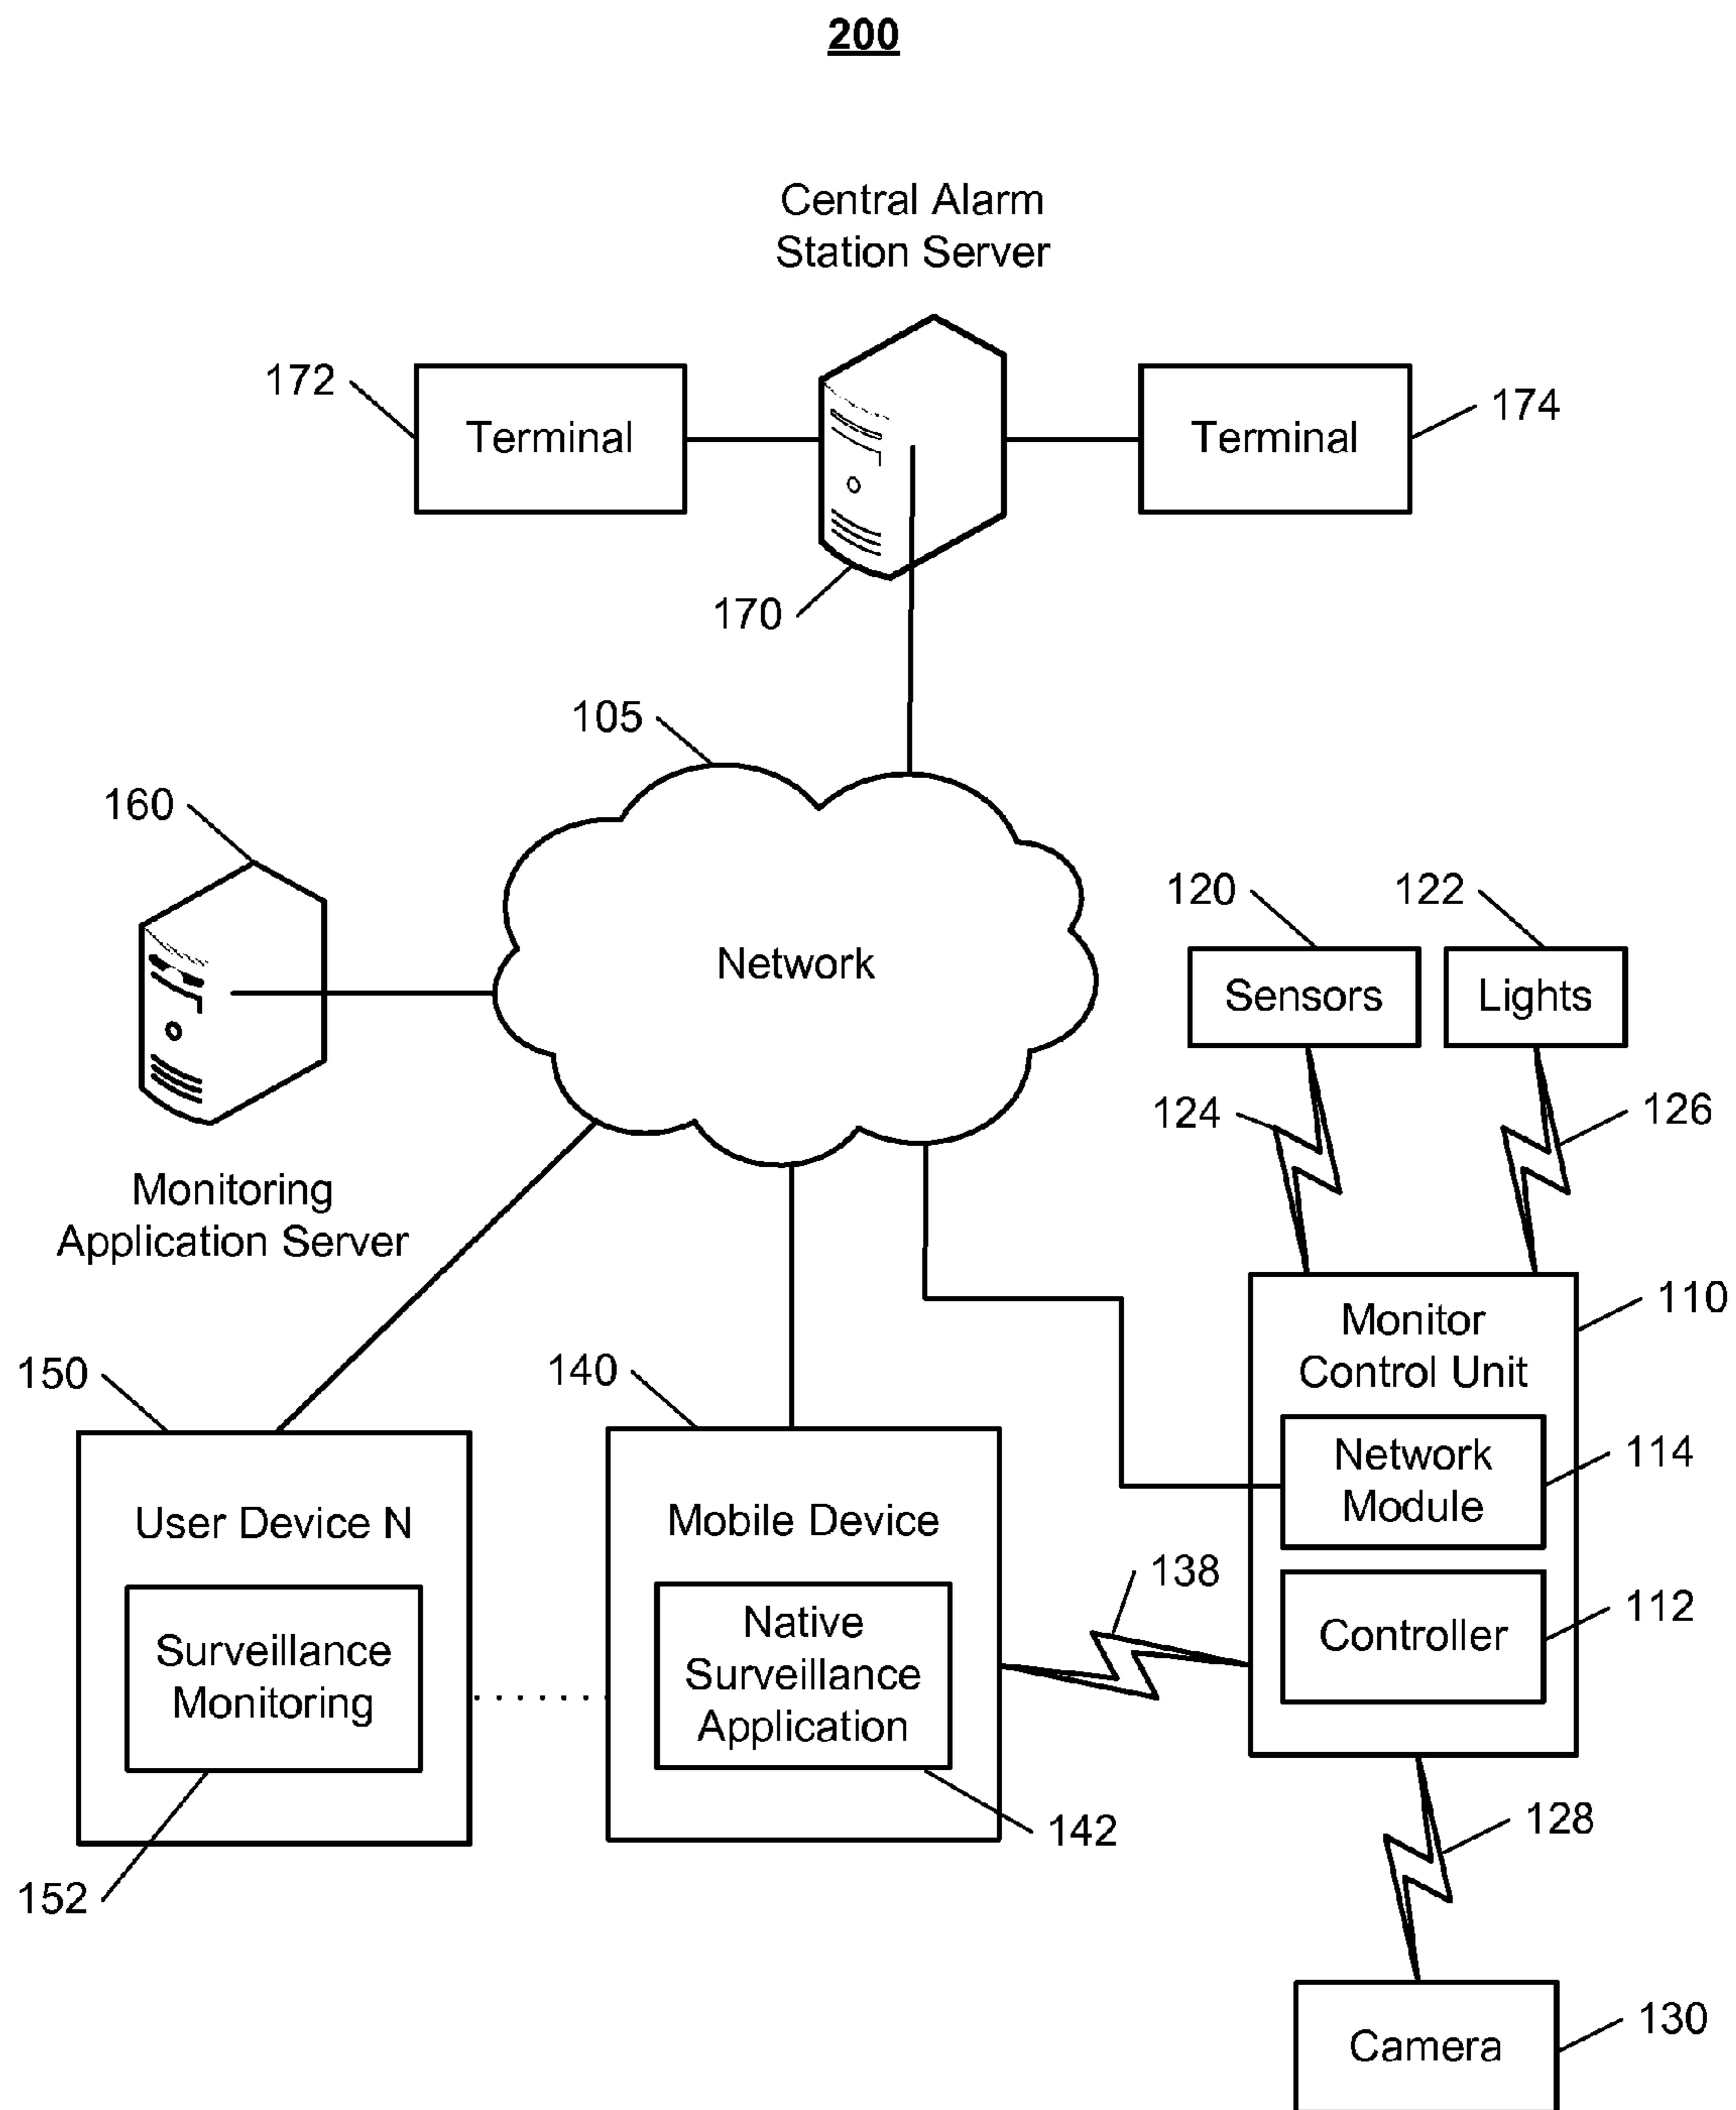 200
Central Alarm
Station Server
172
Terminal
Terminal
174
170
105
160
Network
120
122
Sensors
Lights
124
126
Monitoring
Application Server
110
Monitor
Control Unit
150
140
Network
Module
114
User Device N
Mobile Device
138
Controller
112
Surveillance
Monitoring
Native
Surveillance
Application
142
128
152
Camera
130